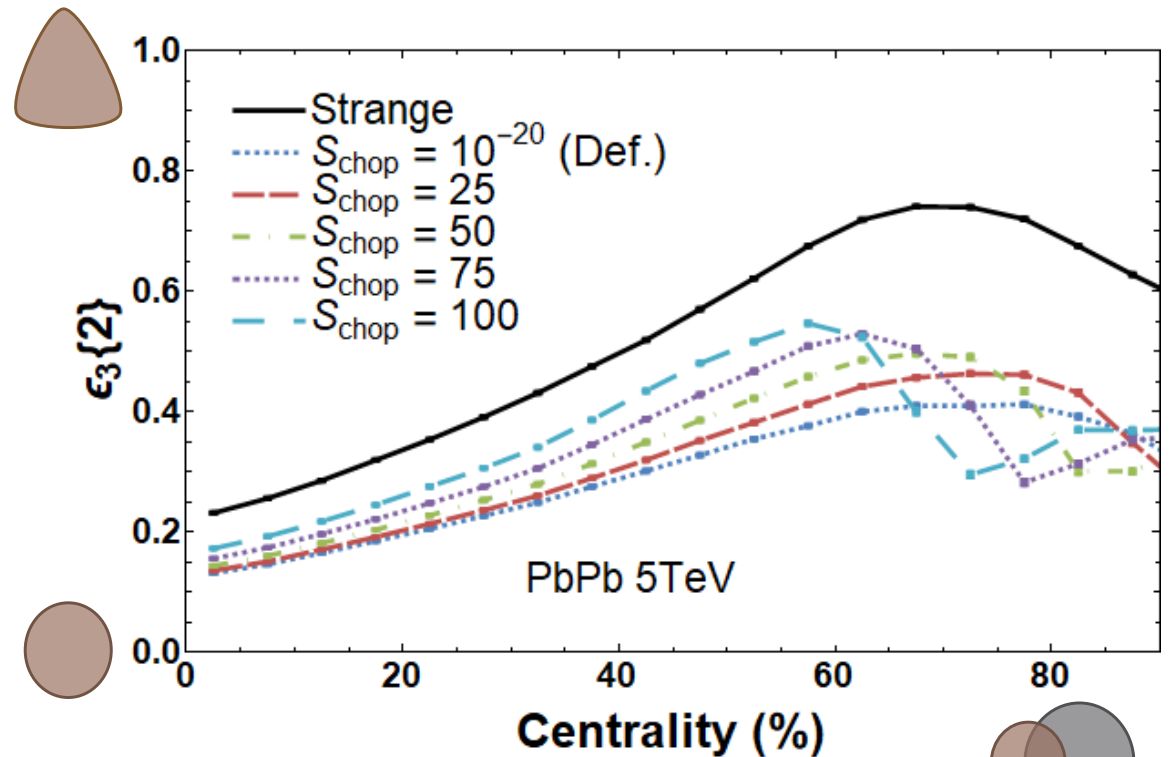 1.0
Strange
S_chop = 10^−20 (Def.)
0.8
S_chop = 25
S_chop = 50
S_chop = 75
0.6
S_chop = 100
ϵ₃{2}
0.4
0.2
PbPb 5TeV
0.0
0 20 40 60 80
Centrality (%)